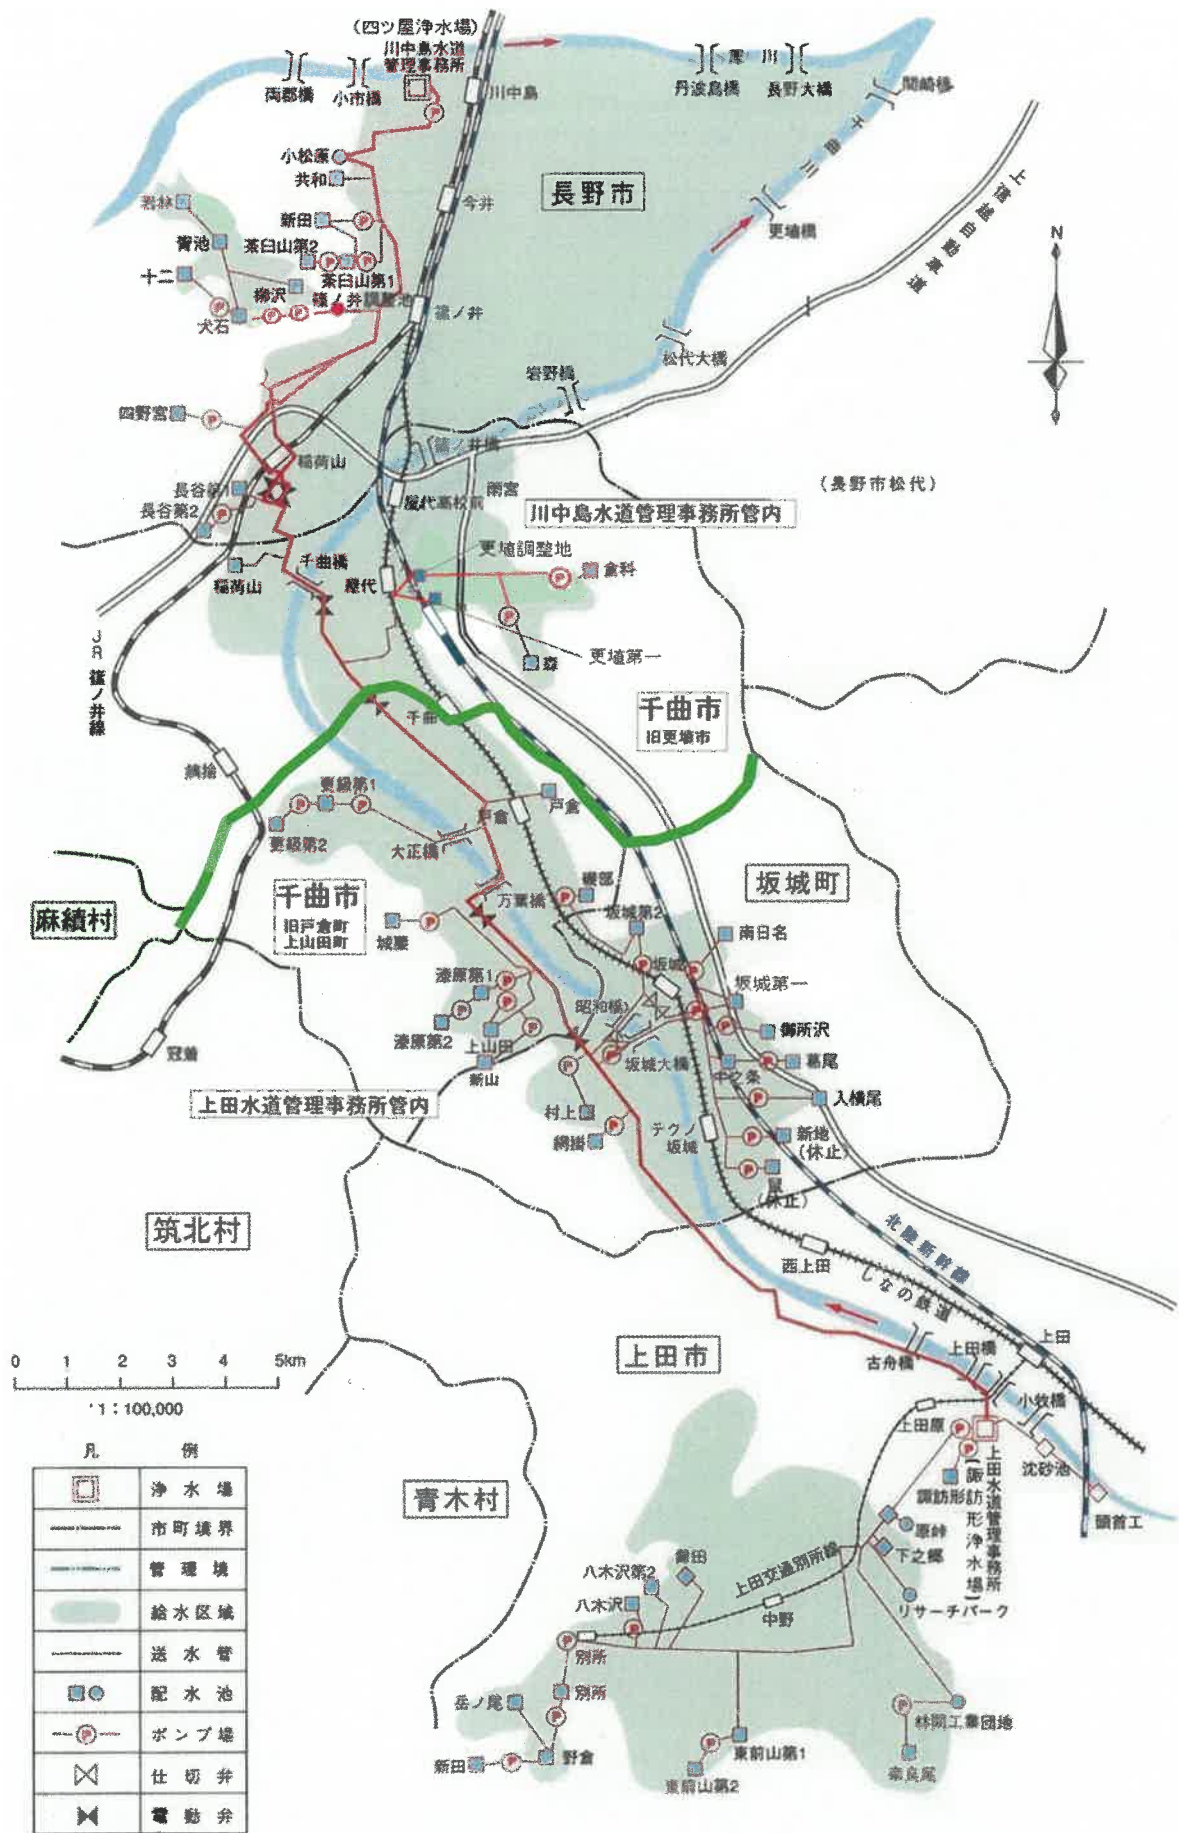 (四ツ屋浄水場)
川中島水道
管理事務所
両郡橋
小市橋
川中島
丹波島橋
犀川
長野大橋
関崎橋
小松原
共和
千曲川
上信越自動車道
長野市
今井
若林
新田
更埴橋
青池
茶臼山第2
茶臼山第1
N
十二
柳沢
篠ノ井調整池
篠ノ井
犬石
松代大橋
岩野橋
四野宮
篠ノ井橋
稲荷山
(長野市松代)
長谷第1
屋代高校前
雨宮
長谷第2
川中島水道管理事務所管内
千曲橋
更埴調整地
稲荷山
屋代
倉科
JR篠ノ井線
更埴第一
森
千曲市
旧更埴市
千曲
姨捨
更級第1
戸倉
戸倉
更級第2
大正橋
坂城町
千曲市
旧戸倉町
上山田町
万葉橋
磯部
麻績村
坂城第2
城腰
南日名
坂城
漆原第1
坂城第一
昭和橋
御所沢
漆原第2
上山田
坂城大橋
冠着
新山
中之条
葛尾
上田水道管理事務所管内
入横尾
村上
テクノ
坂城
網掛
新地
(休止)
鼠
(休止)
筑北村
北陸新幹線
西上田
しなの鉄道
上田市
上田橋
上田
0 1 2 3 4 5km
古舟橋
小牧橋
1:100,000
上田原
凡例
沈砂池
上田水道管理事務所
(諏訪形浄水場)
諏訪形
頭首工
浄水場
青木村
原峠
市町境界
下之郷
管理境
八木沢第2
上田交通別所線
八木沢
リサーチパーク
給水区域
中野
送水管
別所
配水池
別所
岳ノ尾
林間工業団地
ポンプ場
新田
野倉
東前山第1
奈良尾
仕切弁
東前山第2
電動弁